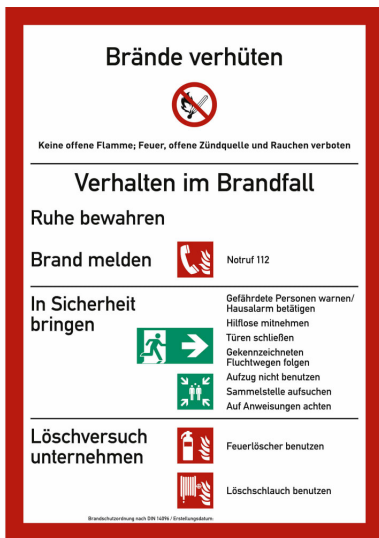 Brände verhüten
Keine offene Flamme; Feuer, offene Zündquelle und Rauchen verboten
Verhalten im Brandfall
Ruhe bewahren
Brand melden
Notruf 112
In Sicherheit
bringen
Gefährdete Personen warnen/
Hausalarm betätigen
Hilflose mitnehmen
Türen schließen
Gekennzeichneten
Fluchtwegen folgen
Aufzug nicht benutzen
Sammelstelle aufsuchen
Auf Anweisungen achten
Löschversuch
unternehmen
Feuerlöscher benutzen
Löschschlauch benutzen
Brandschutzordnung nach DIN 14096 / Erstellungsdatum: